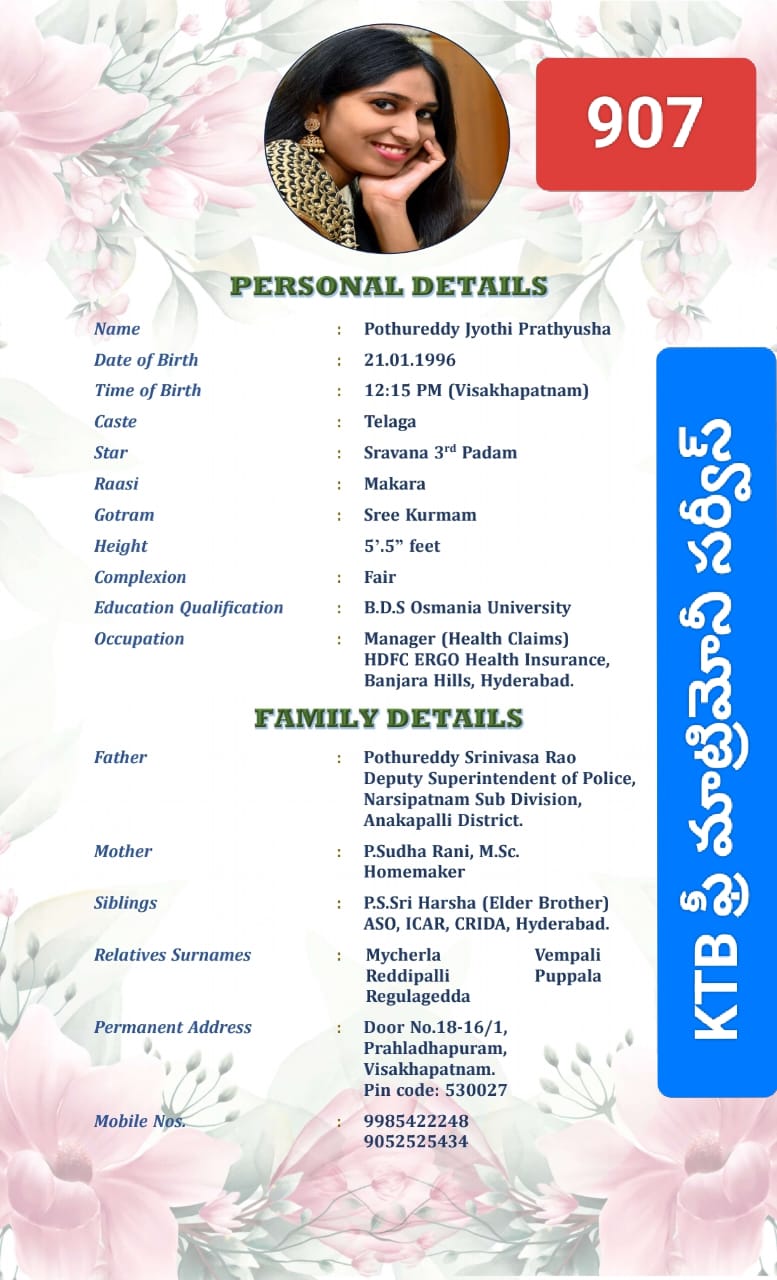 907
PERSONAL DETAILS
Name : Pothureddy Jyothi Prathyusha
Date of Birth : 21.01.1996
Time of Birth : 12:15 PM (Visakhapatnam)
Caste : Telaga
Star : Sravana 3rd Padam
Raasi : Makara
Gotram : Sree Kurmam
Height 5’.5” feet
Complexion : Fair
Education Qualification : B.D.S Osmania University
Occupation : Manager (Health Claims)
HDFC ERGO Health Insurance,
Banjara Hills, Hyderabad.
FAMILY DETAILS
Father : Pothureddy Srinivasa Rao
Deputy Superintendent of Police,
Narsipatnam Sub Division,
Anakapalli District.
Mother : P.Sudha Rani, M.Sc.
Homemaker
Siblings : P.S.Sri Harsha (Elder Brother)
ASO, ICAR, CRIDA, Hyderabad.
Relatives Surnames : Mycherla Vempali
Reddipalli Puppala
Regulagedda
Permanent Address : Door No.18-16/1,
Prahladhapuram,
Visakhapatnam.
Pin code: 530027
Mobile Nos. : 9985422248
9052525434
KTB ఫ్రీ మాట్రిమోనీ సర్వీస్